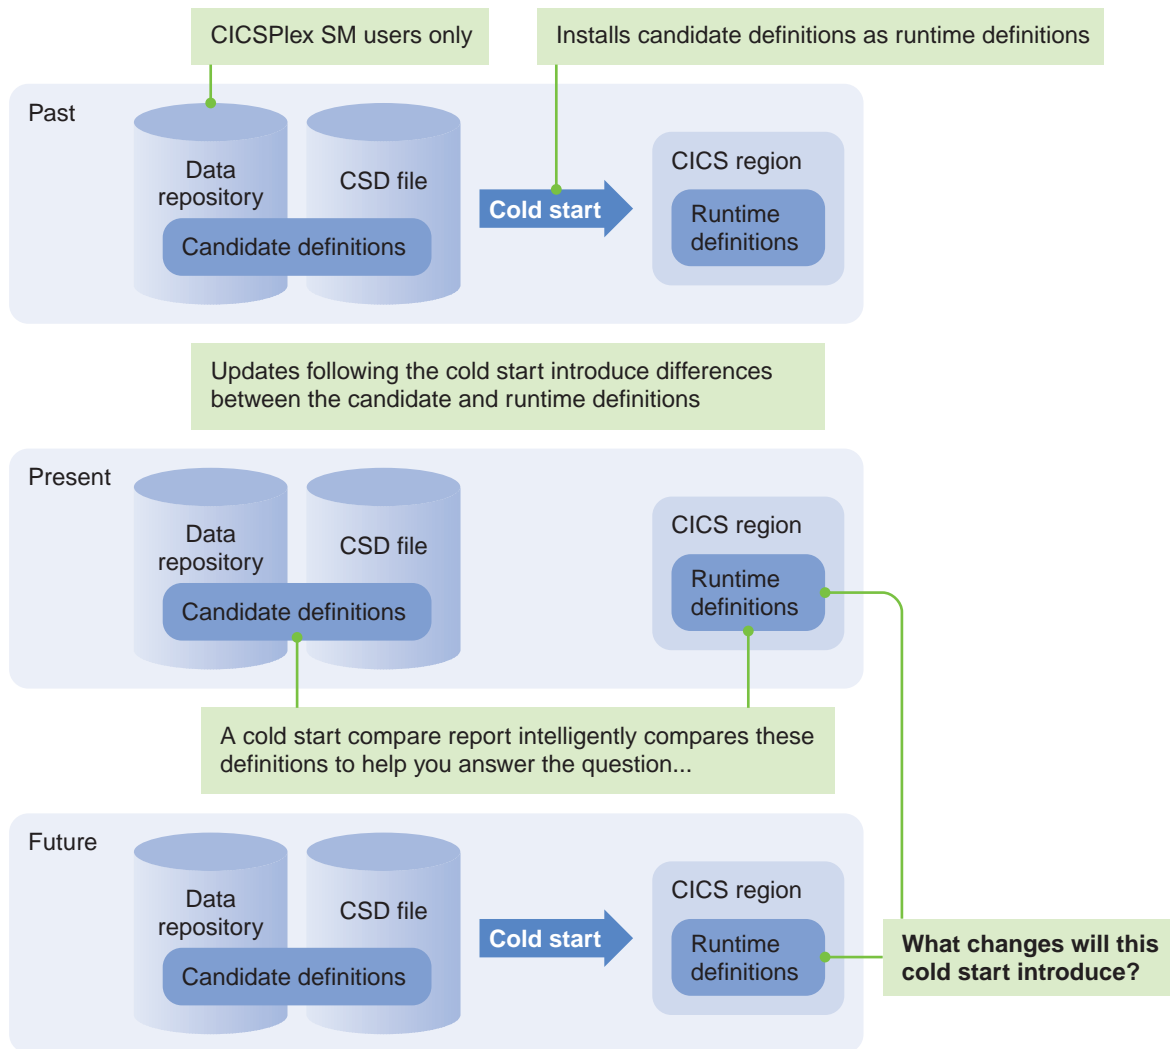 CICSPlex SM users only
Installs candidate definitions as runtime definitions
Past
Data
repository
CSD file
Candidate definitions
Cold start
CICS region
Runtime
definitions
Updates following the cold start introduce differences
between the candidate and runtime definitions
Present
Data
repository
CSD file
Candidate definitions
CICS region
Runtime
definitions
A cold start compare report intelligently compares these
definitions to help you answer the question...
Future
Data
repository
CSD file
Candidate definitions
Cold start
CICS region
Runtime
definitions
What changes will this
cold start introduce?